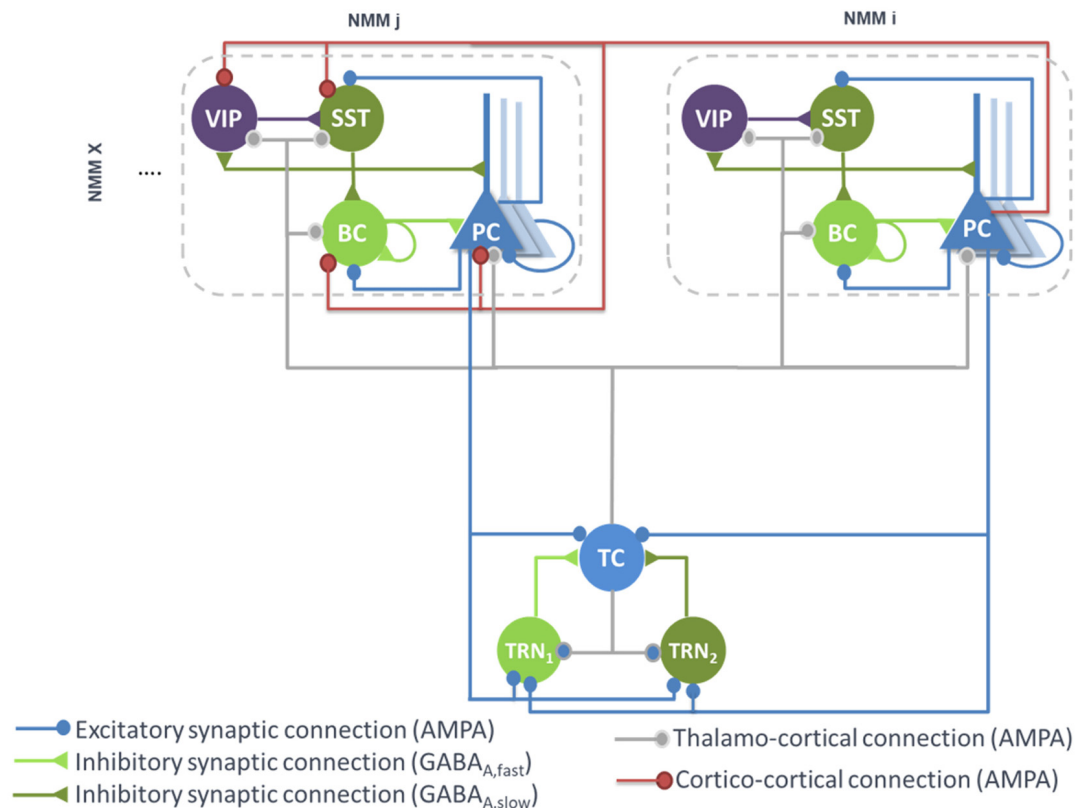 NMM j
NMM i
VIP
SST
VIP
SST
NMM X
....
BC
PC
BC
PC
TC
TRN1
TRN2
Excitatory synaptic connection (AMPA)
Inhibitory synaptic connection (GABAA,fast)
Inhibitory synaptic connection (GABAA,slow)
Thalamo-cortical connection (AMPA)
Cortico-cortical connection (AMPA)